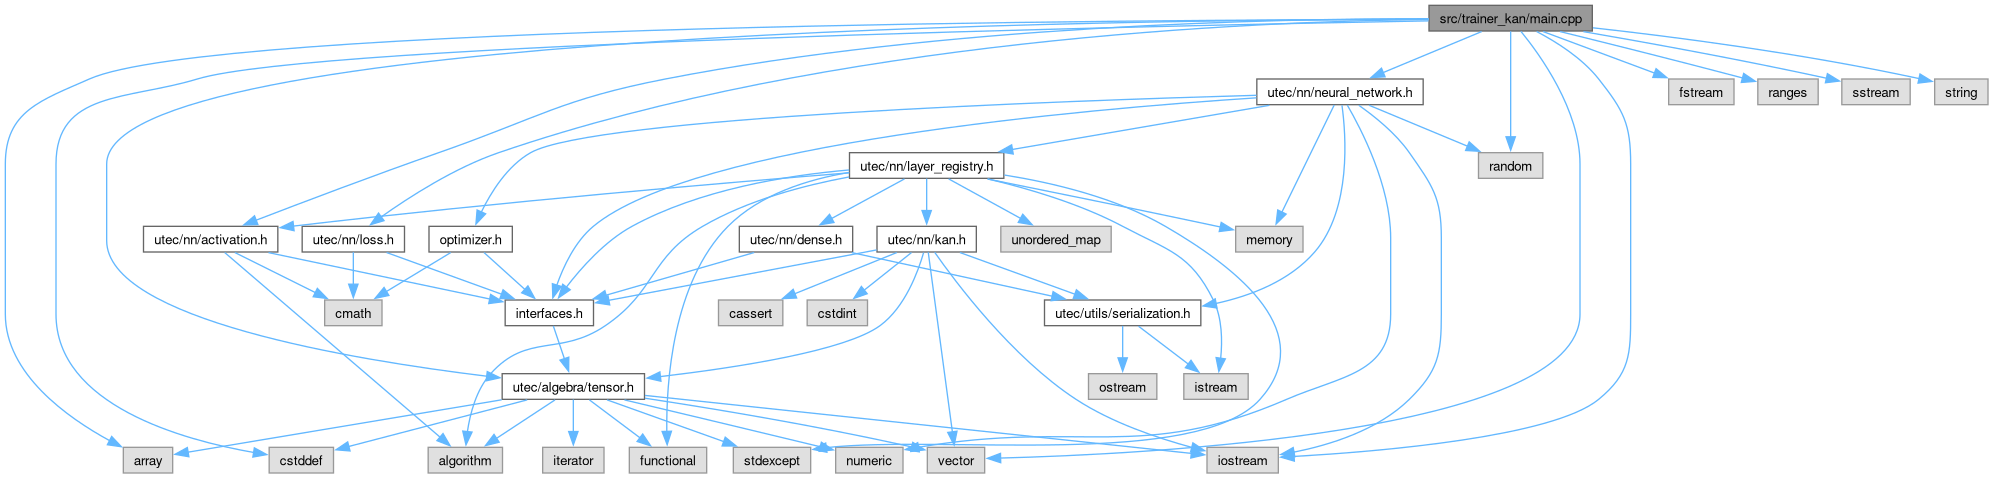 src/trainer_kan/main.cpp
utec/nn/neural_network.h
fstream
ranges
sstream
string
utec/nn/layer_registry.h
random
utec/nn/activation.h
utec/nn/loss.h
optimizer.h
utec/nn/dense.h
utec/nn/kan.h
unordered_map
memory
cmath
interfaces.h
cassert
cstdint
utec/utils/serialization.h
utec/algebra/tensor.h
ostream
istream
array
cstddef
algorithm
iterator
functional
stdexcept
numeric
vector
iostream